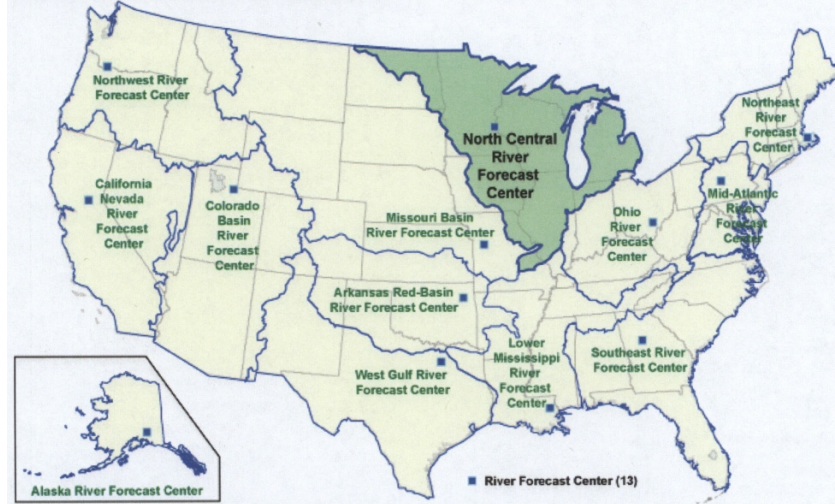 Northwest River
Forecast Center
North Central
River
Forecast
Center
Northeast
River
Forecast
Center
California
Nevada
River
Forecast
Center
Colorado
Basin
River
Forecast
Center
Missouri Basin
River Forecast Center
Ohio
River
Forecast
Center
Mid-Atlantic
River
Forecast
Center
Arkansas Red-Basin
River Forecast Center
Lower
Mississippi
River
Forecast
Center
Southeast River
Forecast Center
West Gulf River
Forecast Center
Alaska River Forecast Center
River Forecast Center (13)